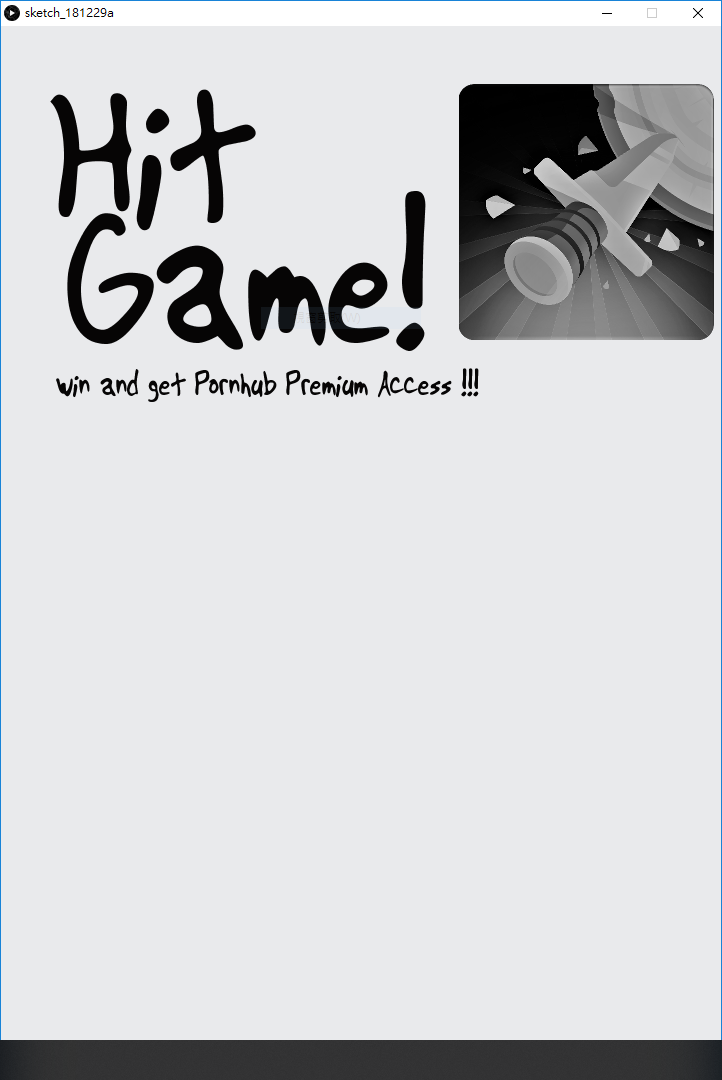 sketch_181229a
Hit
Game!
win and get Pornhub Premium Access !!!